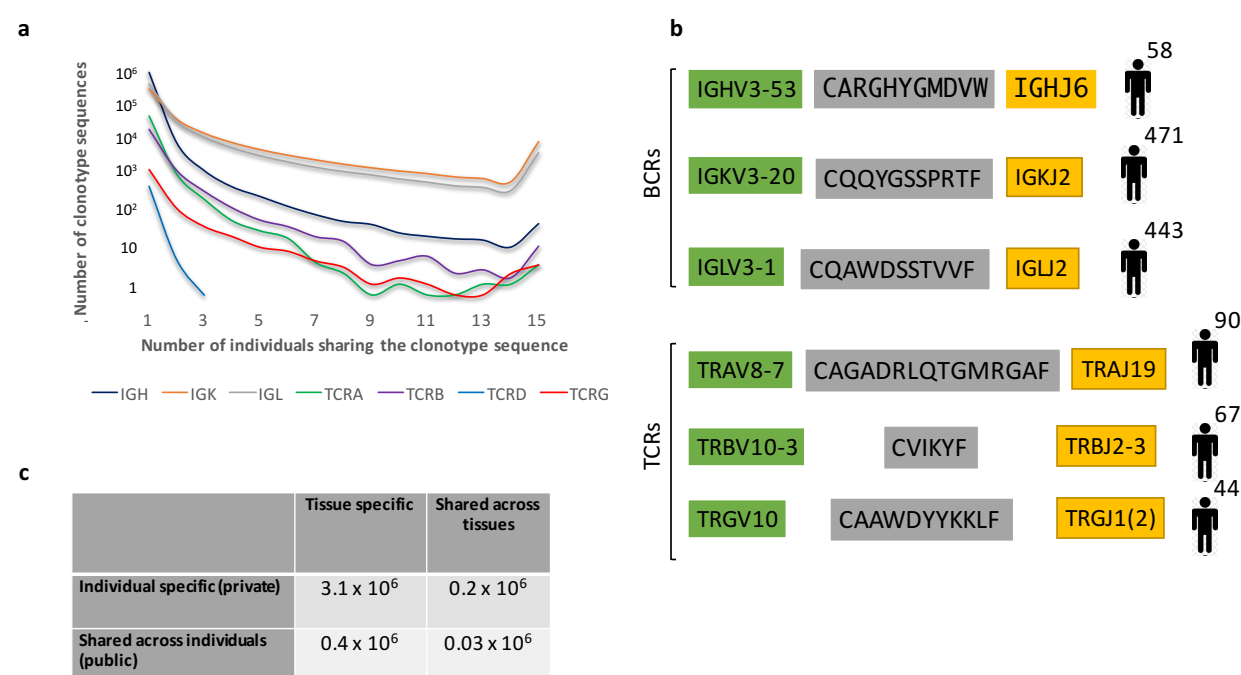 a
Number of clonotype sequences
10⁶
10⁵
10⁴
10³
10²
10
1
-
1 3 5 7 9 11 13 15
Number of individuals sharing the clonotype sequence
IGH IGK IGL TCRA TCRB TCRD TCRG
b
BCRs
IGHV3-53 CARGHYGMDVW IGHJ6 58
IGKV3-20 CQQYGSSPRTF IGKJ2 471
IGLV3-1 CQAWDSSTVVF IGLJ2 443
TCRs
TRAV8-7 CAGADRLQTGMRGAF TRAJ19 90
TRBV10-3 CVIKYF TRBJ2-3 67
TRGV10 CAAWDYYKKLF TRGJ1(2) 44
c
Tissue specific Shared across
tissues
Individual specific (private) 3.1 x 10⁶ 0.2 x 10⁶
Shared across individuals
(public) 0.4 x 10⁶ 0.03 x 10⁶